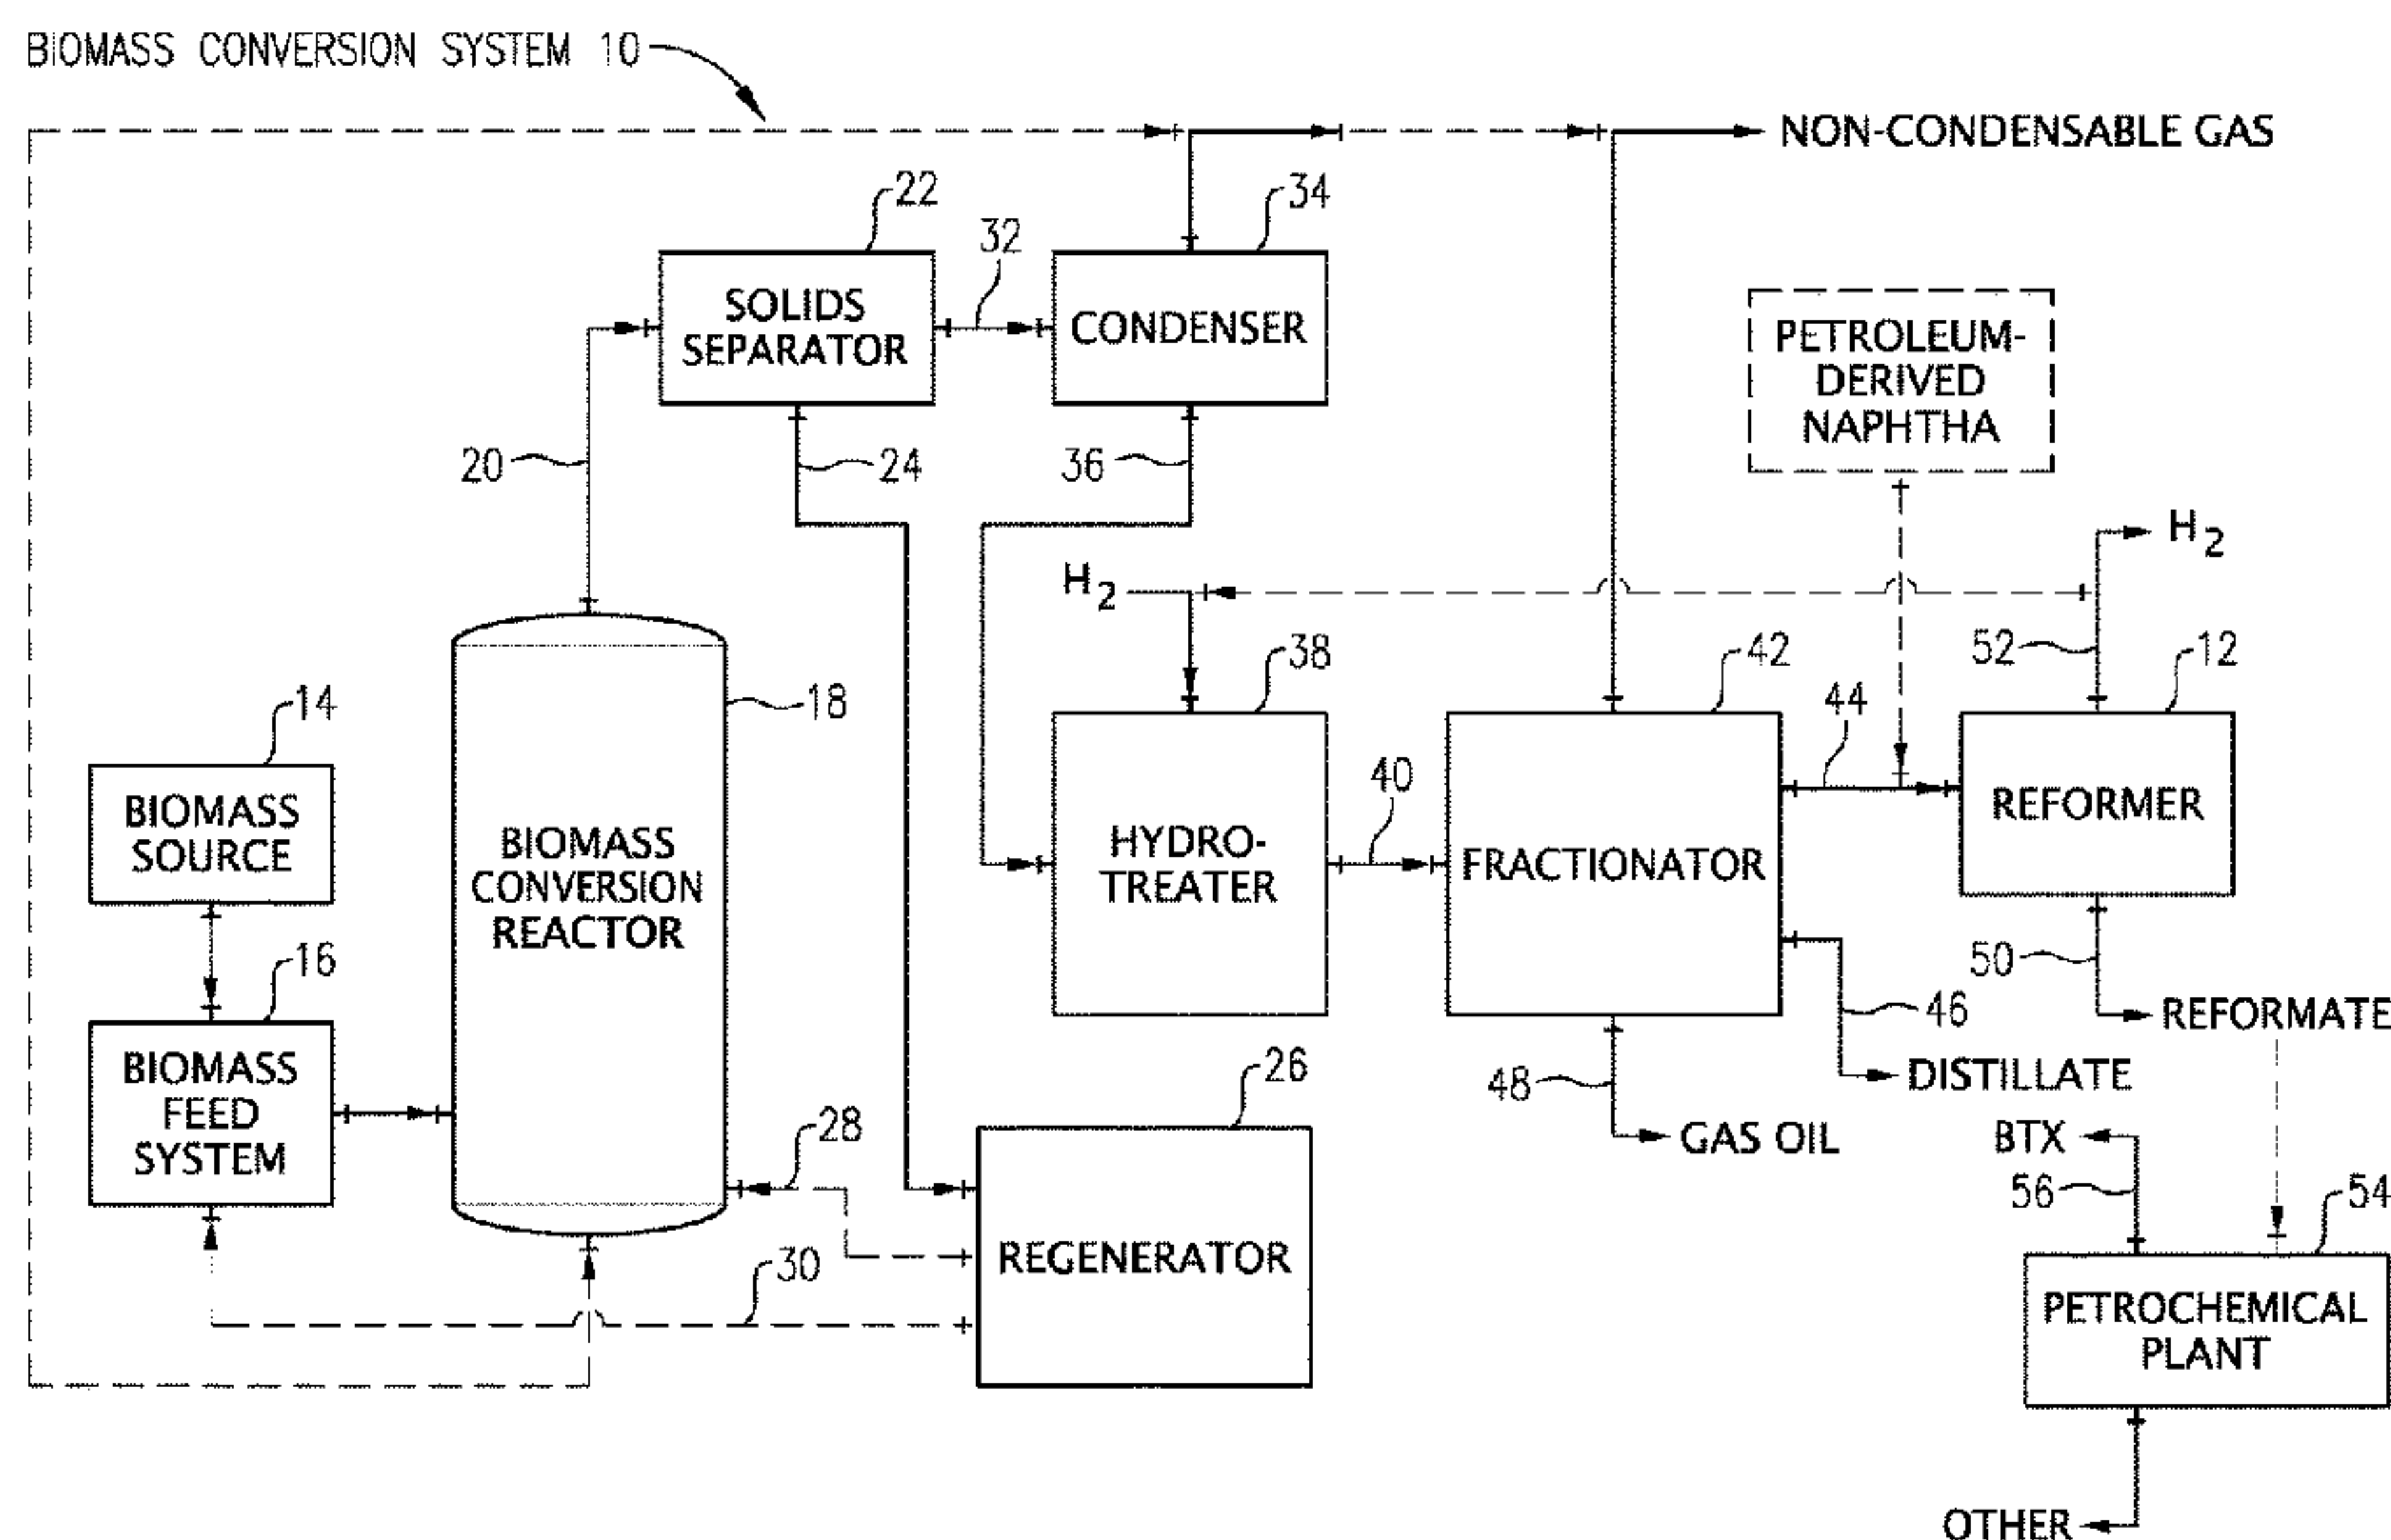 BIOMASS CONVERSION SYSTEM 10
NON-CONDENSABLE GAS
22
34
32
SOLIDS
SEPARATOR
CONDENSER
PETROLEUM-
DERIVED
NAPHTHA
20
24
36
H2
H2
38
42
52
12
14
18
44
BIOMASS
SOURCE
BIOMASS
CONVERSION
REACTOR
40
HYDRO-
TREATER
FRACTIONATOR
REFORMER
16
50
46
REFORMATE
BIOMASS
FEED
SYSTEM
26
48
DISTILLATE
28
GAS OIL
BTX
56
54
30
REGENERATOR
PETROCHEMICAL
PLANT
OTHER